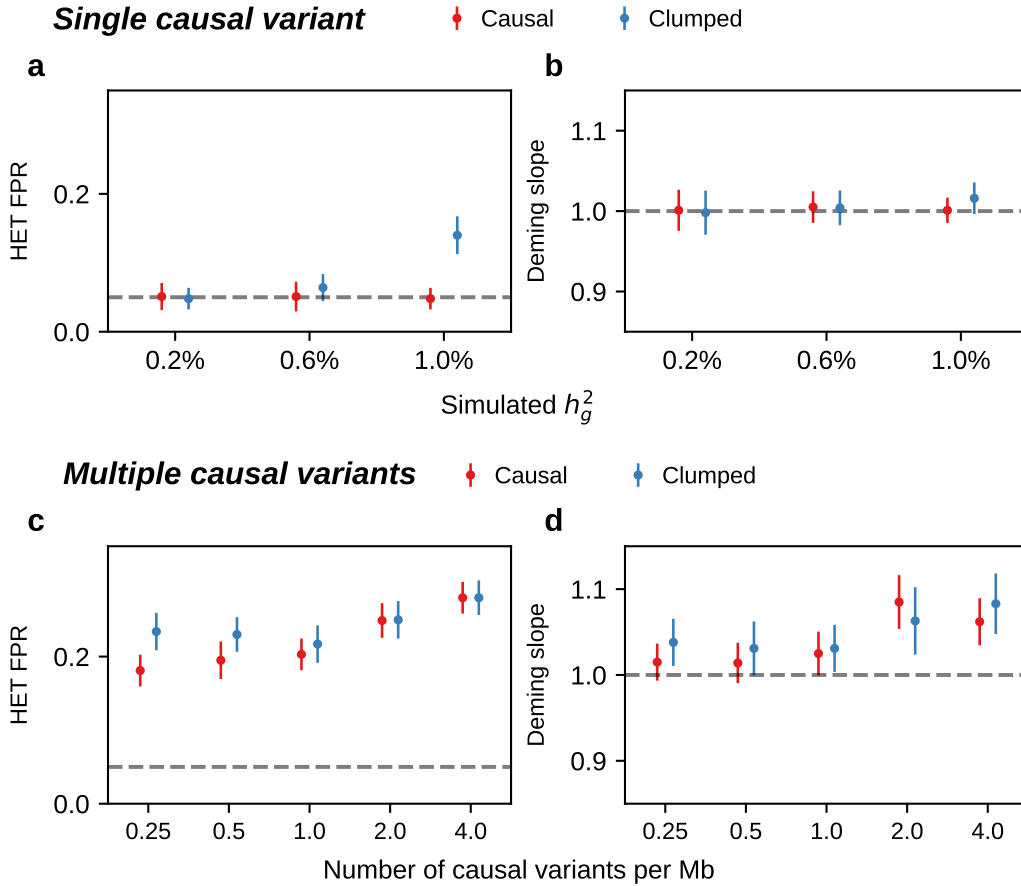 Single causal variant
Causal
Clumped
a
b
HET FPR
0.2
0.0
0.2%
0.6%
1.0%
Deming slope
1.1
1.0
0.9
0.2%
0.6%
1.0%
Simulated h_g^2
Multiple causal variants
Causal
Clumped
c
d
HET FPR
0.2
0.0
0.25
0.5
1.0
2.0
4.0
Deming slope
1.1
1.0
0.9
0.25
0.5
1.0
2.0
4.0
Number of causal variants per Mb